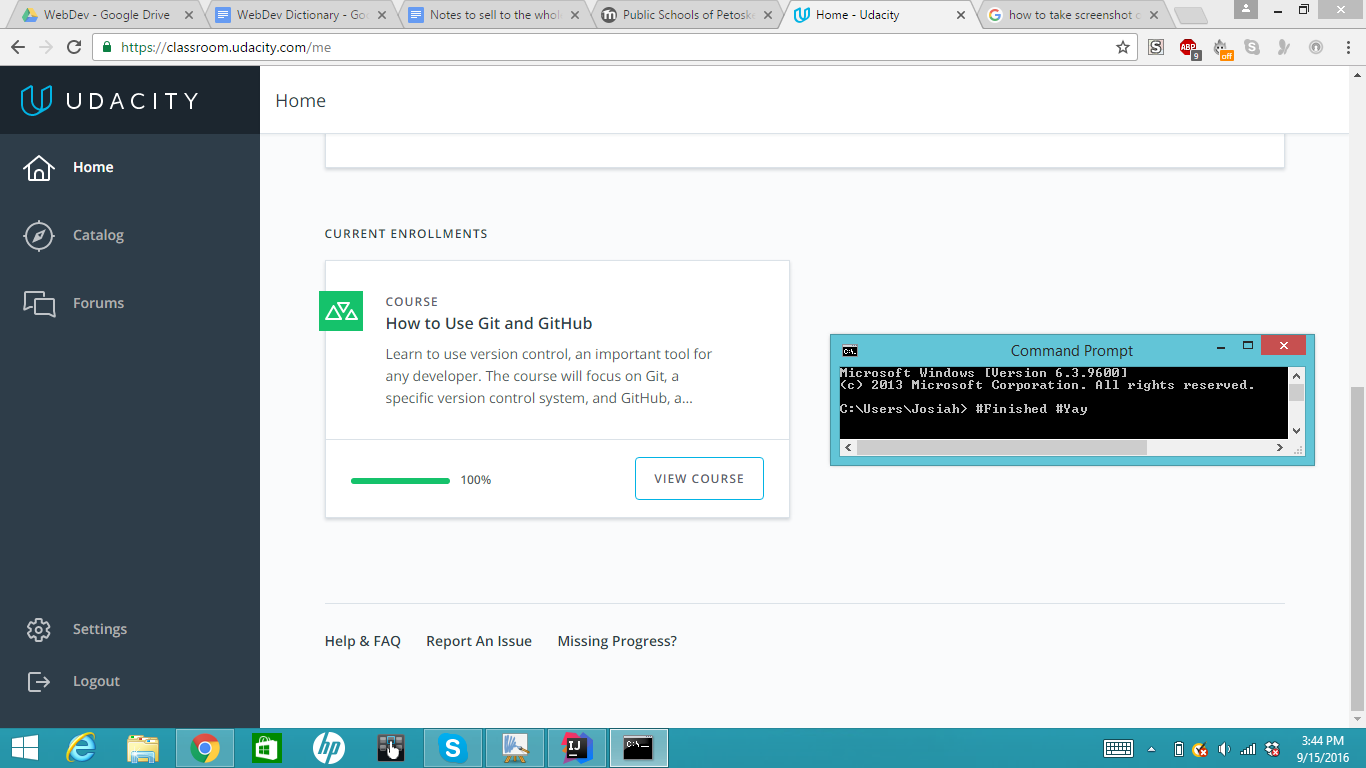 WebDev - Google Drive
WebDev Dictionary - Go
Notes to sell to the who
Public Schools of Petosk
Home - Udacity
how to take screenshot o
https://classroom.udacity.com/me
ABP
9
off
UDACITY
Home
Home
Catalog
Forums
CURRENT ENROLLMENTS
COURSE
How to Use Git and GitHub
Learn to use version control, an important tool for
any developer. The course will focus on Git, a
specific version control system, and GitHub, a...
100%
VIEW COURSE
Command Prompt
Microsoft Windows [Version 6.3.9600]
(c) 2013 Microsoft Corporation. All rights reserved.
C:\Users\Josiah> #Finished #Yay
Help & FAQ
Report An Issue
Missing Progress?
Settings
Logout
3:44 PM
9/15/2016